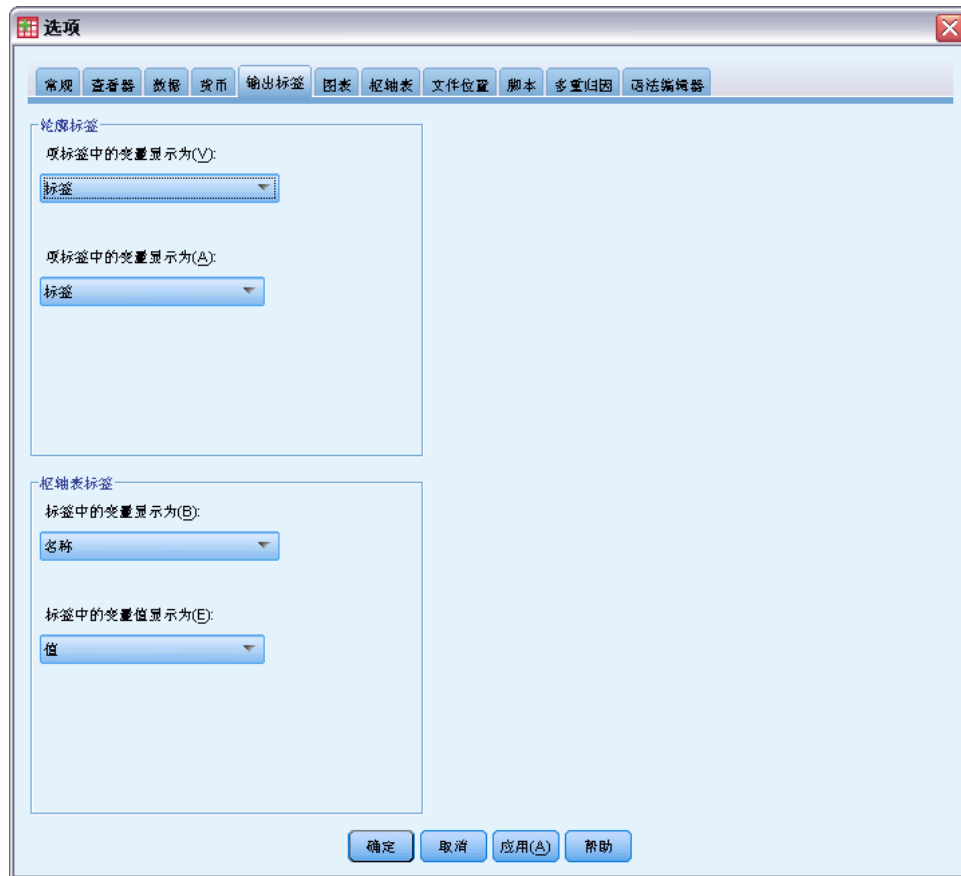 选项
常规 查看器 数据 货币 输出标签 图表 枢轴表 文件位置 脚本 多重归因 语法编辑器
轮廓标签
项标签中的变量显示为(V):
标签
项标签中的变量显示为(A):
标签
枢轴表标签
标签中的变量显示为(B):
名称
标签中的变量值显示为(E):
值
确定 取消 应用(A) 帮助